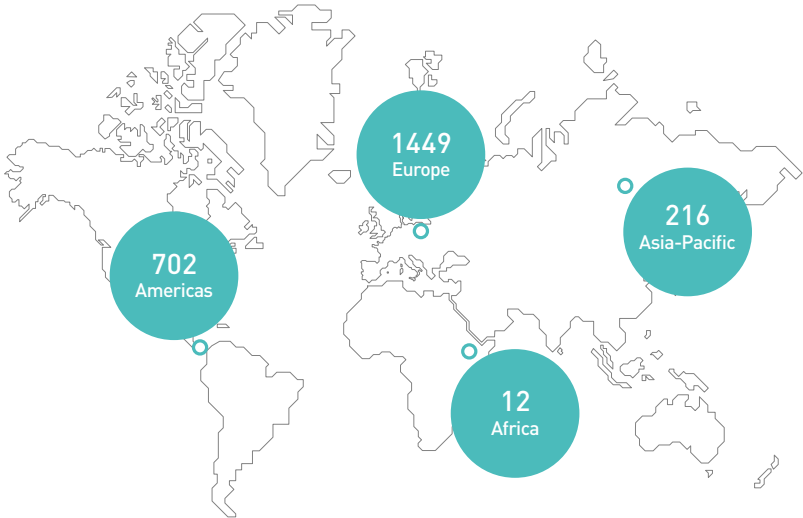 1449
Europe
216
Asia-Pacific
702
Americas
12
Africa